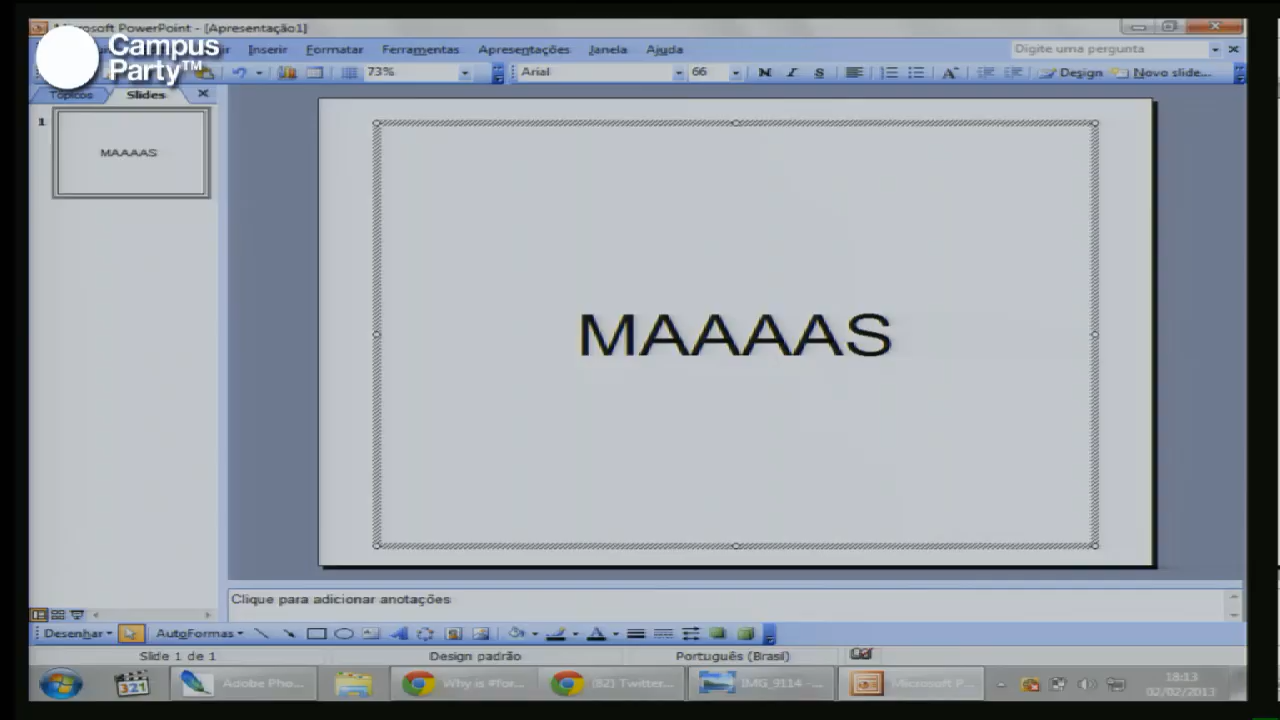 Microsoft PowerPoint - [Apresentação1]
Campus
Party™
Inserir Formatar Ferramentas Apresentações Janela Ajuda
Digite uma pergunta
73%
Arial
66
N I S
Design
Novo slide...
Tópicos
Slides
1
MAAAAS
MAAAAS
Clique para adicionar anotações
Desenhar
AutoFormas
Slide 1 de 1
Design padrão
Português (Brasil)
321
Adobe Pho...
Why is #for...
(82) Twitter...
IMG_9114 -...
Microsoft P...
18:13
02/02/2013